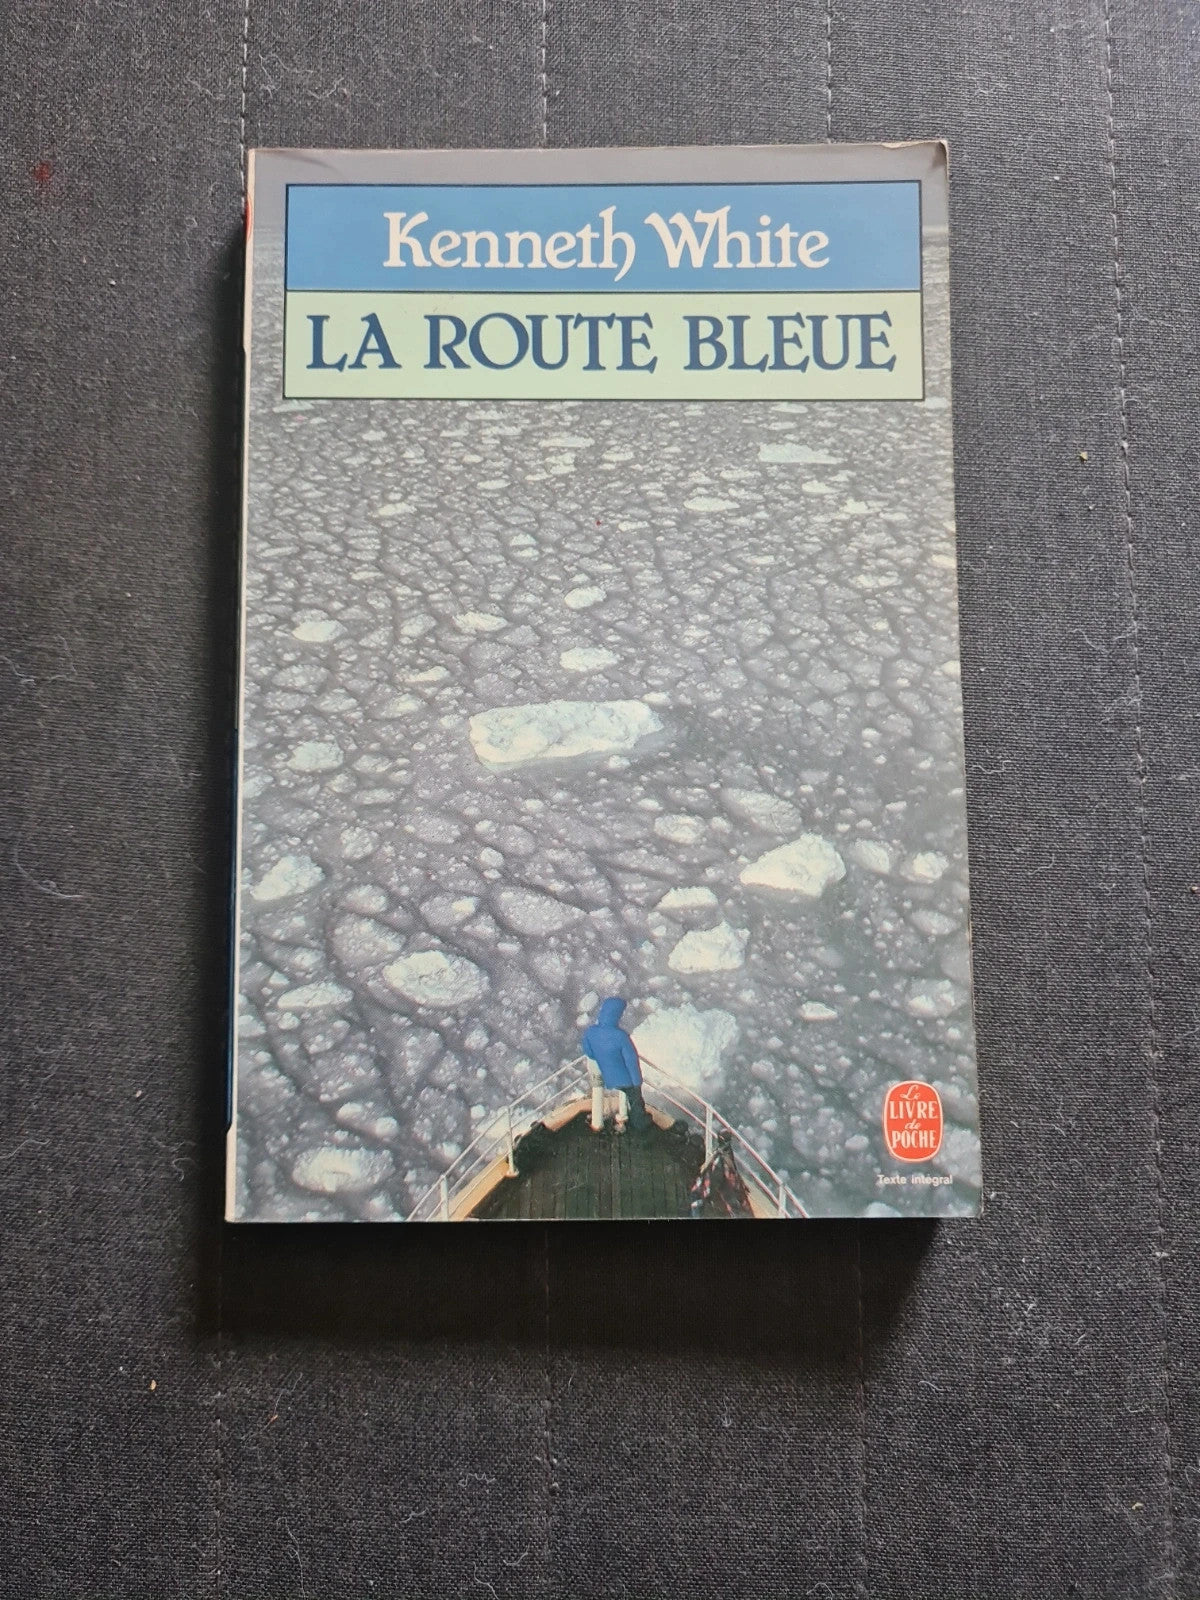 Kenneth White
LA ROUTE BLEUE
Le
LIVRE
de
POCHE
Texte intégral